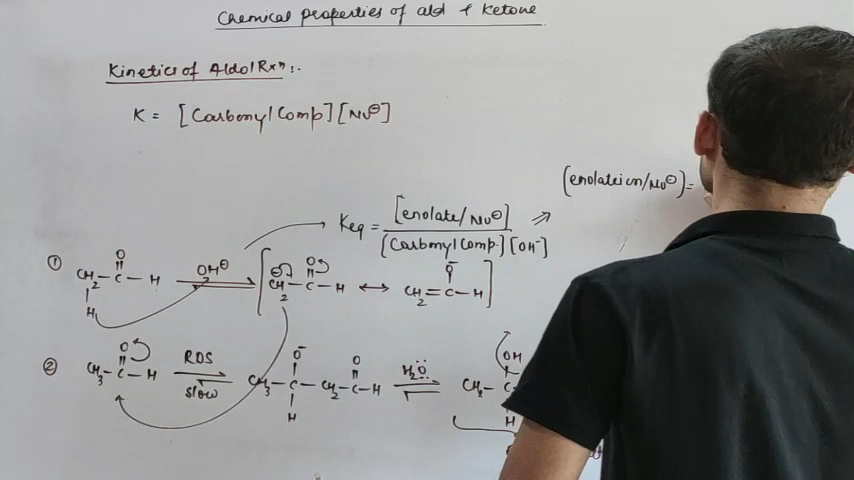 Chemical properties of ald + Ketone
Kinetics of Aldol Rxn:.
K = [Carbonyl Comp] [Nu⊖]
(enolate ion/Nu⊖) =
Keq = [enolate/Nu⊖] / [Carbonyl Comp.] [OH⁻] ⇒
① CH2 – C – H  OH⊖  [⊖CH2 – C – H ↔ CH2 = C – H]
O O O⁻
H
② CH3 – C – H  RDS slow  CH3 – C – CH2 – C – H  H2O  CH3 – C
O O⁻ O OH
H H